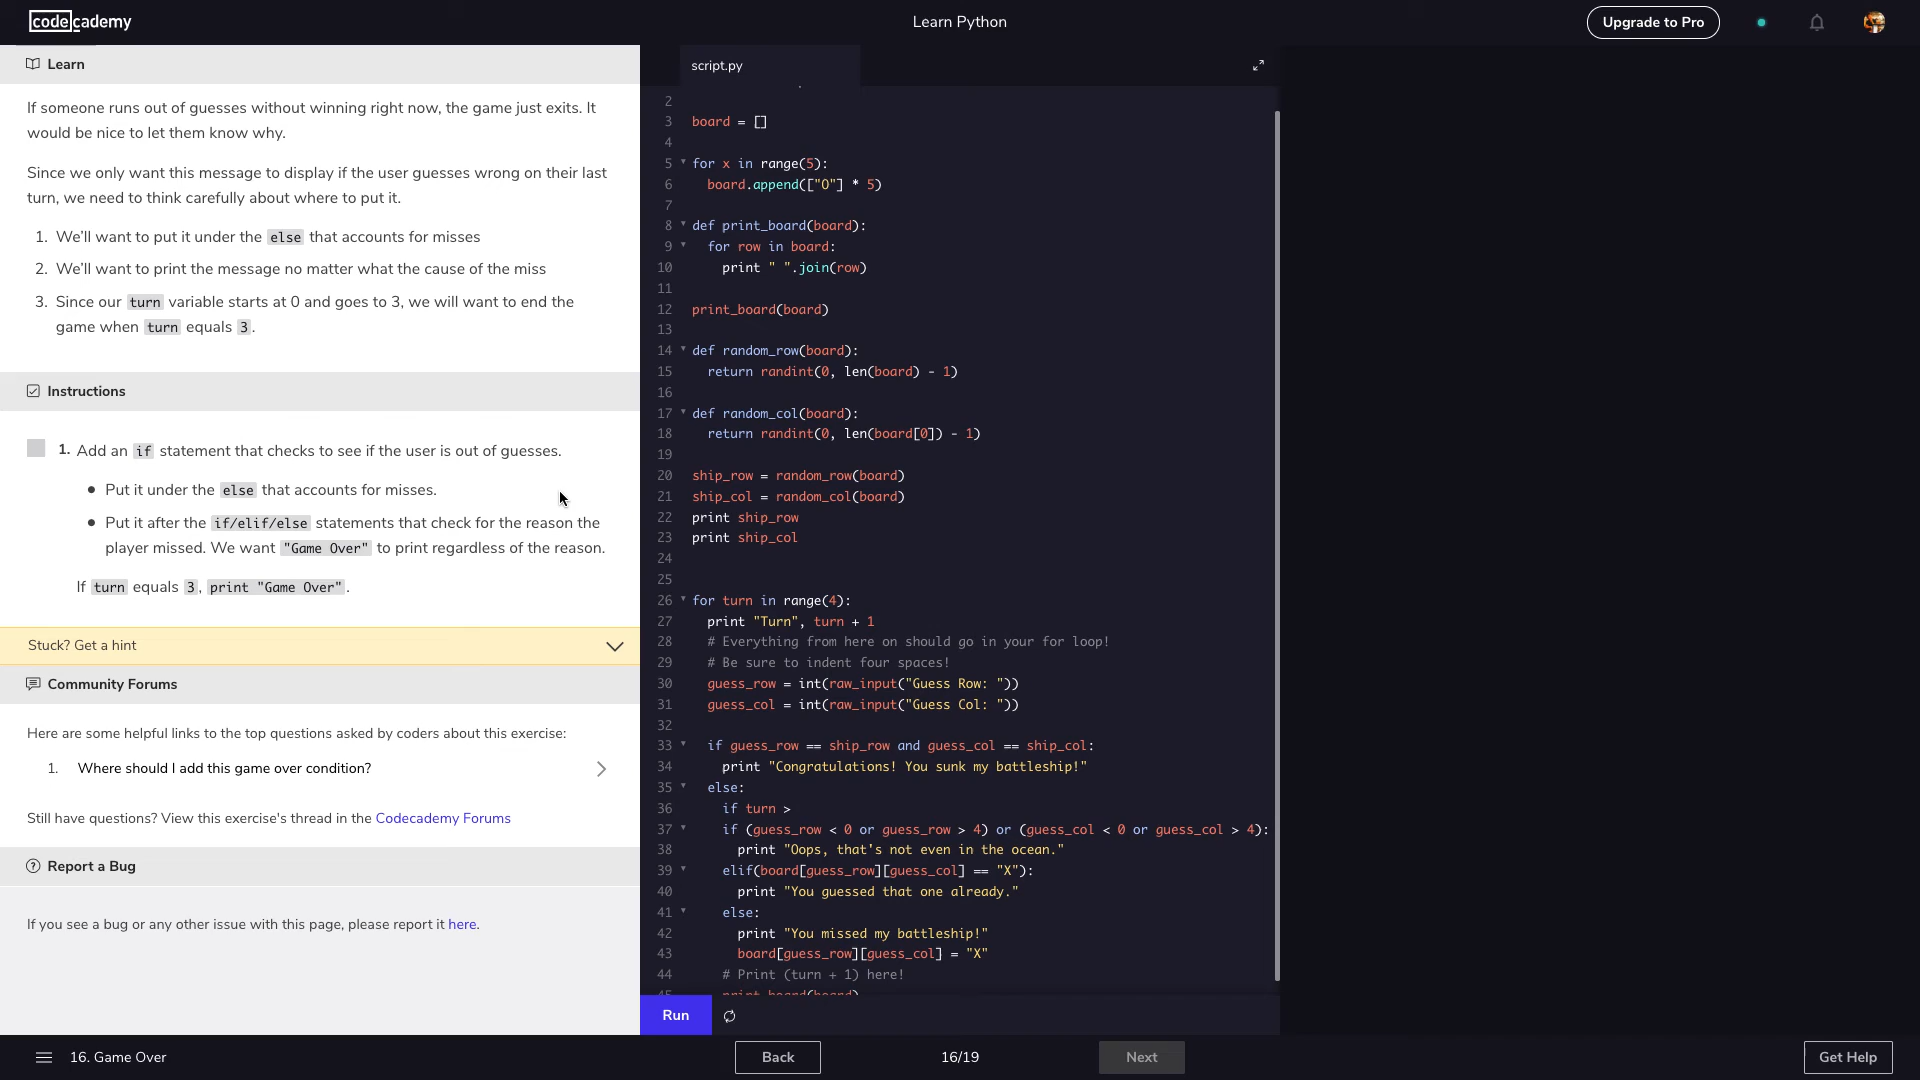 codecademy
Learn Python
Upgrade to Pro
Learn
If someone runs out of guesses without winning right now, the game just exits. It
would be nice to let them know why.
Since we only want this message to display if the user guesses wrong on their last
turn, we need to think carefully about where to put it.
1. We'll want to put it under the else that accounts for misses
2. We'll want to print the message no matter what the cause of the miss
3. Since our turn variable starts at 0 and goes to 3, we will want to end the
game when turn equals 3.
Instructions
1. Add an if statement that checks to see if the user is out of guesses.
• Put it under the else that accounts for misses.
• Put it after the if/elif/else statements that check for the reason the
player missed. We want "Game Over" to print regardless of the reason.
If turn equals 3, print "Game Over".
Stuck? Get a hint
Community Forums
Here are some helpful links to the top questions asked by coders about this exercise:
1. Where should I add this game over condition?
Still have questions? View this exercise's thread in the Codecademy Forums
Report a Bug
If you see a bug or any other issue with this page, please report it here.
script.py
2
3 board = []
4
5 for x in range(5):
6 board.append(["O"] * 5)
7
8 def print_board(board):
9 for row in board:
10 print " ".join(row)
11
12 print_board(board)
13
14 def random_row(board):
15 return randint(0, len(board) - 1)
16
17 def random_col(board):
18 return randint(0, len(board[0]) - 1)
19
20 ship_row = random_row(board)
21 ship_col = random_col(board)
22 print ship_row
23 print ship_col
24
25
26 for turn in range(4):
27 print "Turn", turn + 1
28 # Everything from here on should go in your for loop!
29 # Be sure to indent four spaces!
30 guess_row = int(raw_input("Guess Row: "))
31 guess_col = int(raw_input("Guess Col: "))
32
33 if guess_row == ship_row and guess_col == ship_col:
34 print "Congratulations! You sunk my battleship!"
35 else:
36 if turn >
37 if (guess_row < 0 or guess_row > 4) or (guess_col < 0 or guess_col > 4):
38 print "Oops, that's not even in the ocean."
39 elif(board[guess_row][guess_col] == "X"):
40 print "You guessed that one already."
41 else:
42 print "You missed my battleship!"
43 board[guess_row][guess_col] = "X"
44 # Print (turn + 1) here!
45 print_board(board)
Run
16. Game Over
Back
16/19
Next
Get Help